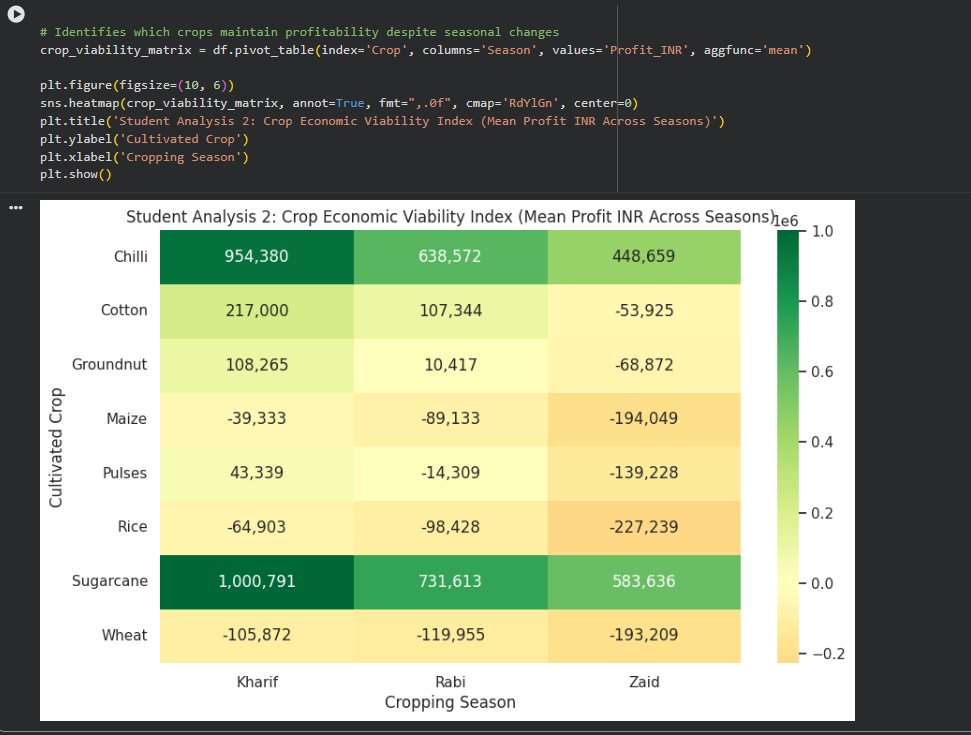 # Identifies which crops maintain profitability despite seasonal changes
crop_viability_matrix = df.pivot_table(index='Crop', columns='Season', values='Profit_INR', aggfunc='mean')
plt.figure(figsize=(10, 6))
sns.heatmap(crop_viability_matrix, annot=True, fmt=",.0f", cmap='RdYlGn', center=0)
plt.title('Student Analysis 2: Crop Economic Viability Index (Mean Profit INR Across Seasons)')
plt.ylabel('Cultivated Crop')
plt.xlabel('Cropping Season')
plt.show()
Student Analysis 2: Crop Economic Viability Index (Mean Profit INR Across Seasons)
1e6
Chilli 954,380 638,572 448,659 1.0
Cotton 217,000 107,344 -53,925 0.8
Groundnut 108,265 10,417 -68,872 0.6
Maize -39,333 -89,133 -194,049 0.4
Pulses 43,339 -14,309 -139,228
Rice -64,903 -98,428 -227,239 0.2
Sugarcane 1,000,791 731,613 583,636 0.0
Wheat -105,872 -119,955 -193,209 −0.2
Cultivated Crop
Kharif Rabi Zaid
Cropping Season